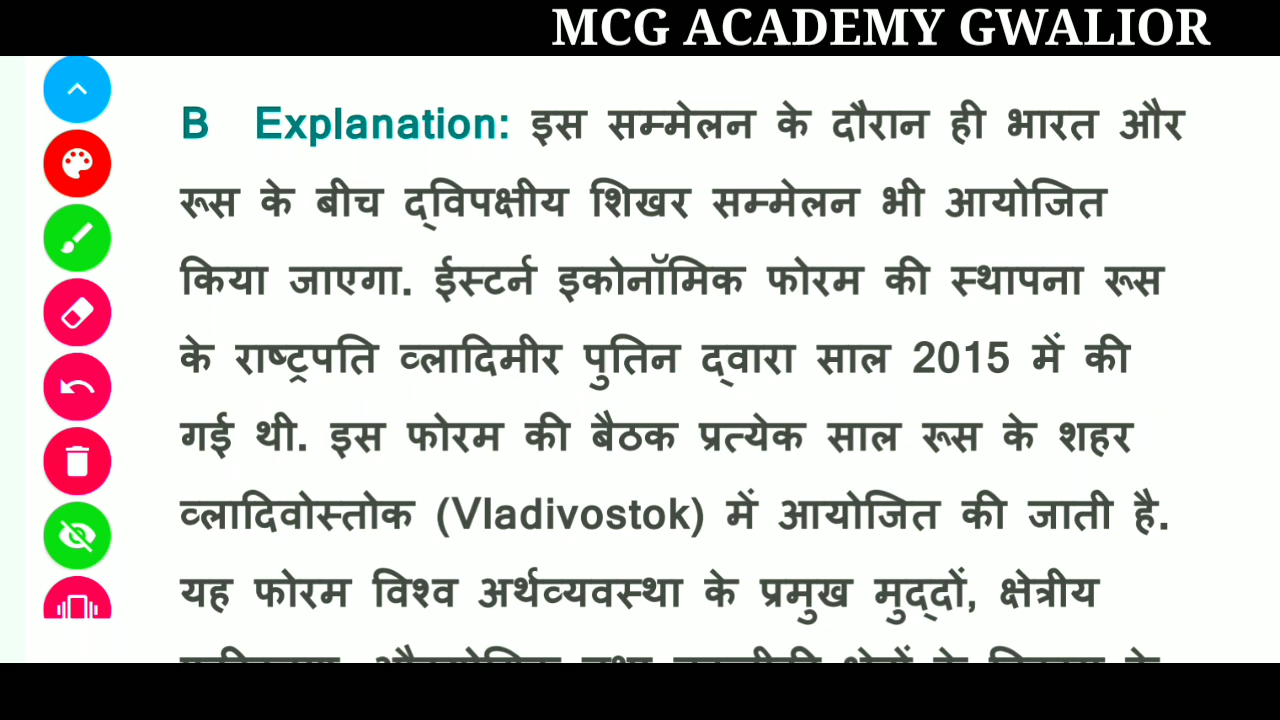 MCG ACADEMY GWALIOR
B Explanation: इस सम्मेलन के दौरान ही भारत और
रूस के बीच द्विपक्षीय शिखर सम्मेलन भी आयोजित
किया जाएगा. ईस्टर्न इकोनॉमिक फोरम की स्थापना रूस
के राष्ट्रपति व्लादिमीर पुतिन द्वारा साल 2015 में की
गई थी. इस फोरम की बैठक प्रत्येक साल रूस के शहर
व्लादिवोस्तोक (Vladivostok) में आयोजित की जाती है.
यह फोरम विश्व अर्थव्यवस्था के प्रमुख मुद्दों, क्षेत्रीय